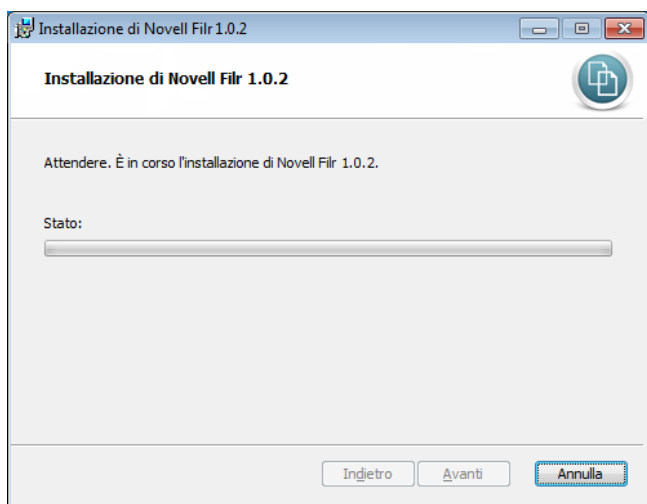 Installazione di Novell Filr 1.0.2
Installazione di Novell Filr 1.0.2
Attendere. È in corso l'installazione di Novell Filr 1.0.2.
Stato:
Indietro Avanti Annulla